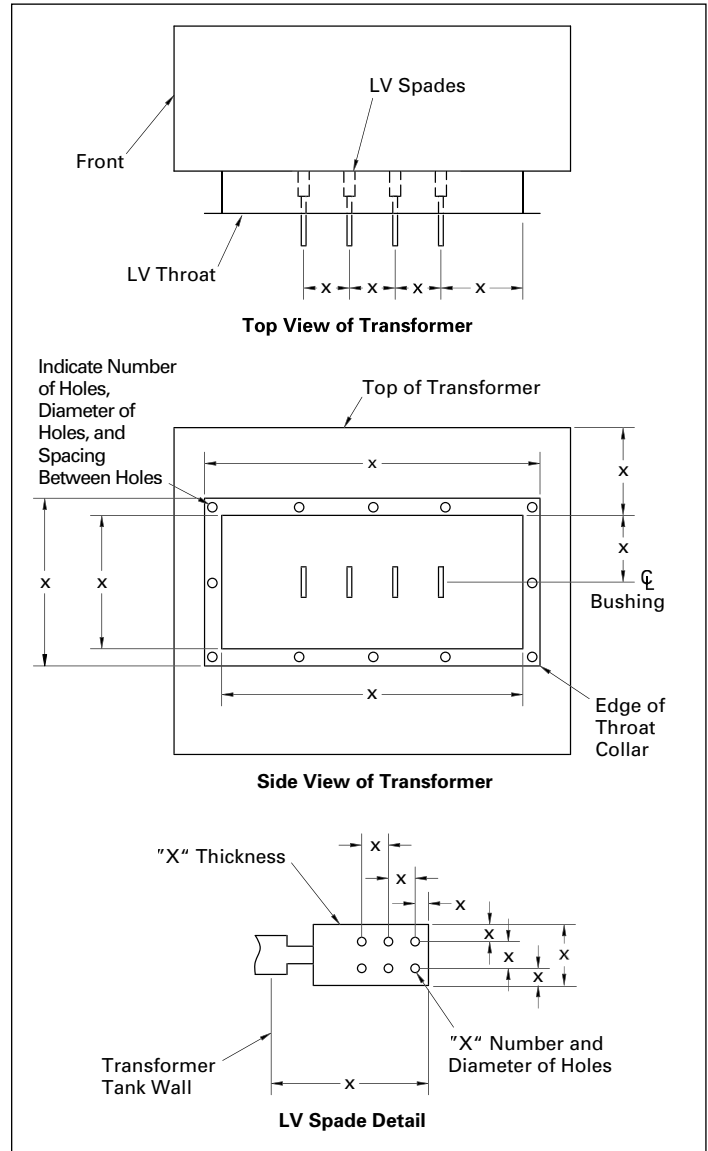 LV Spades
Front
LV Throat
x x x x
Top View of Transformer
Indicate Number
of Holes,
Diameter of
Holes, and
Spacing
Between Holes
Top of Transformer
x
x
x
x
x
℄
Bushing
x
Edge of
Throat
Collar
Side View of Transformer
"X" Thickness
x
x
x
x
x
x
x
"X" Number and
Diameter of Holes
Transformer
Tank Wall
x
LV Spade Detail